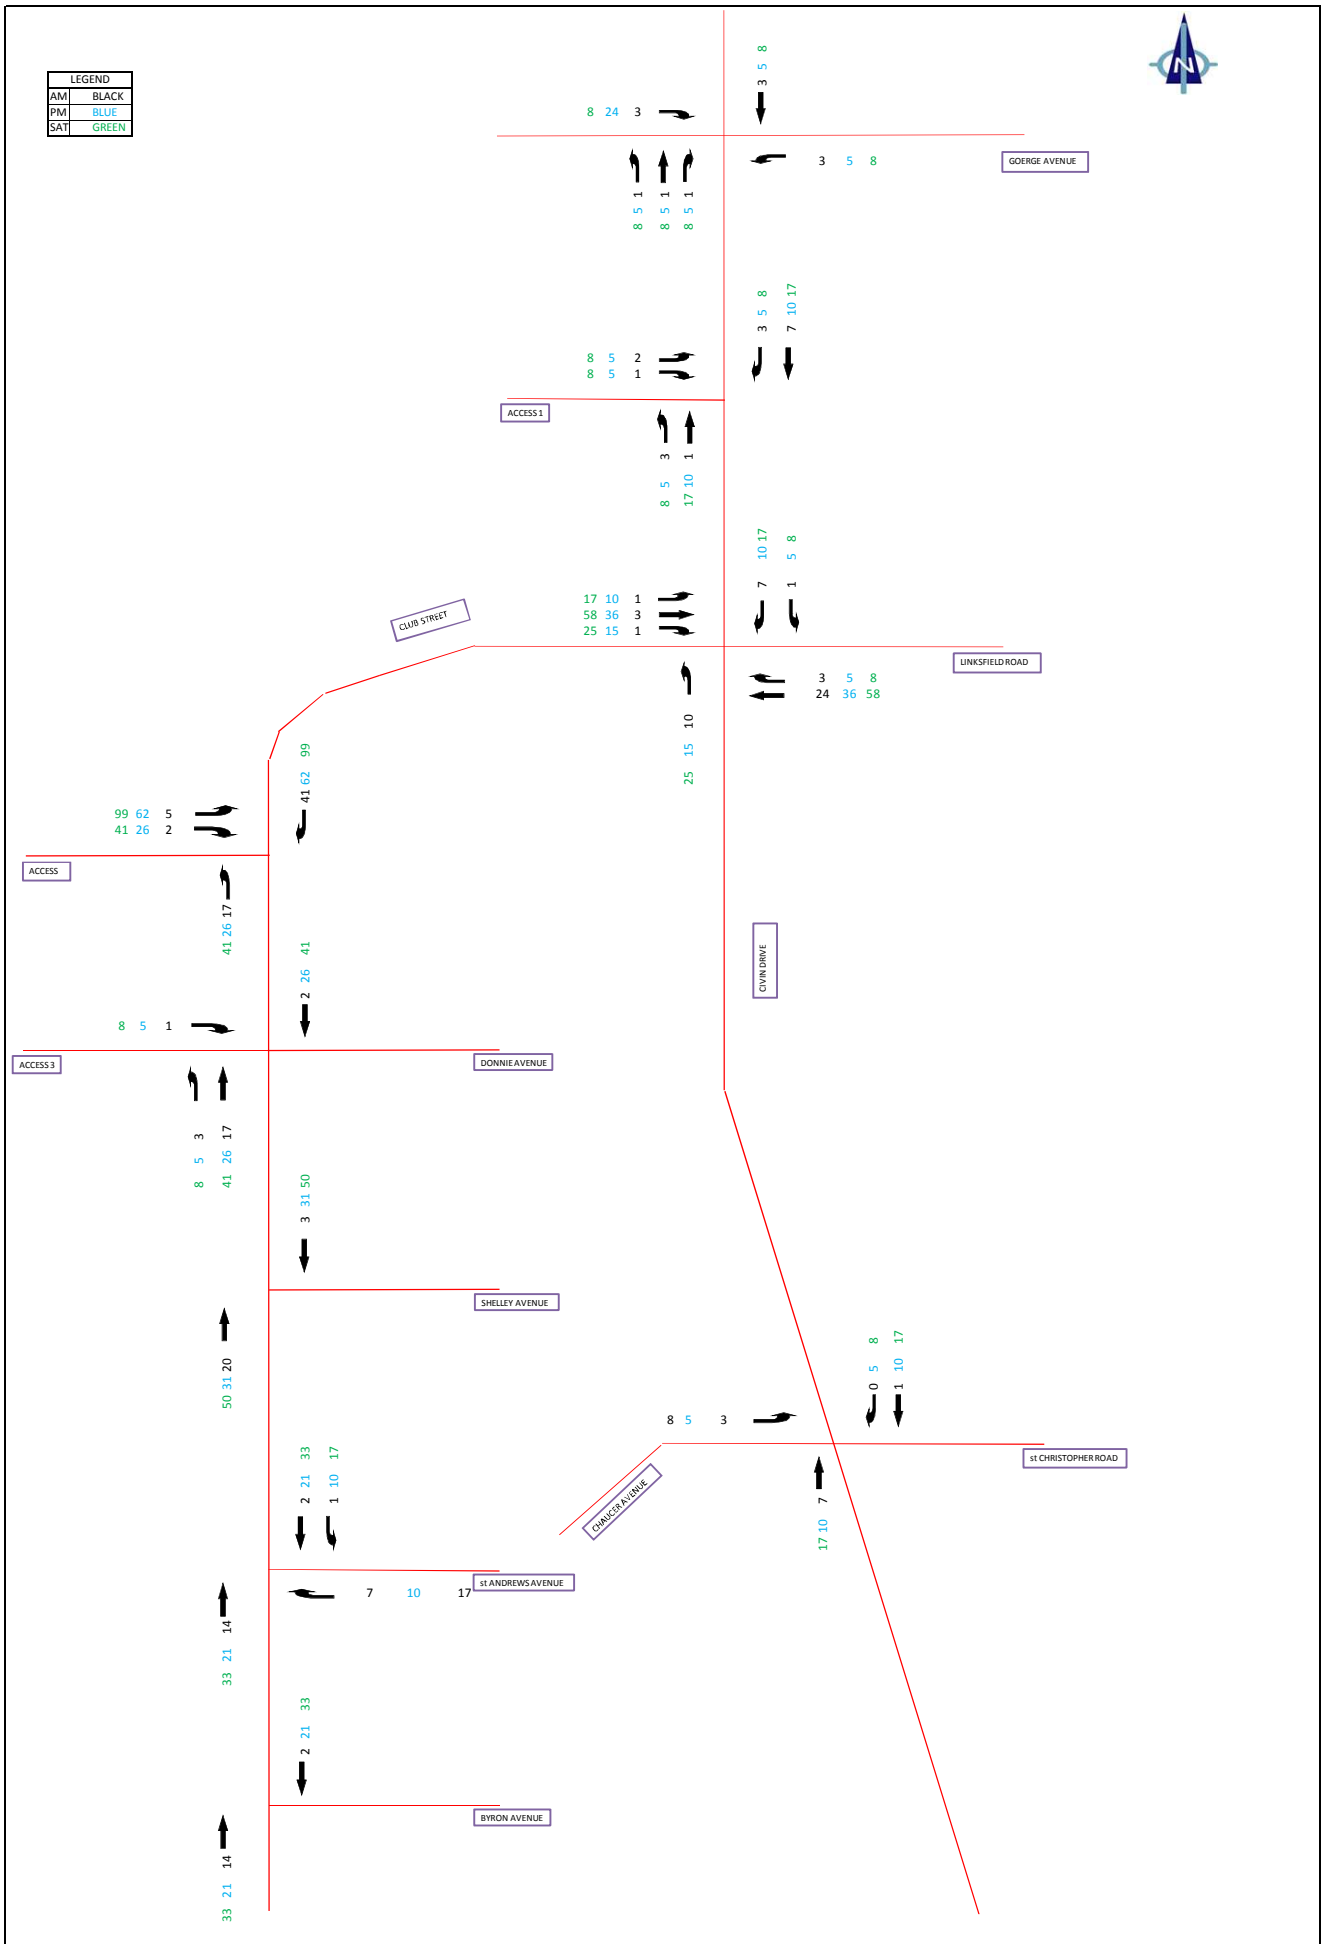 LEGEND
AM BLACK
PM BLUE
SAT GREEN
N
3 5 8
8 24 3
GOERGE AVENUE
3 5 8
8 5 1
8 5 1
8 5 1
3 5 8
7 10 17
8 5 2
8 5 1
ACCESS 1
8 5 3
17 10 1
7 10 17
1 5 8
17 10 1
58 36 3
25 15 1
CLUB STREET
LINKSFIELD ROAD
3 5 8
24 36 58
25 15 10
41 62 99
99 62 5
41 26 2
ACCESS
41 26 17
CIVIN DRIVE
2 26 41
8 5 1
ACCESS 3
DONNIE AVENUE
8 5 3
41 26 17
3 31 50
SHELLEY AVENUE
50 31 20
0 5 8
1 10 17
8 5 3
st CHRISTOPHER ROAD
CHAUCER AVENUE
17 10 7
2 21 33
1 10 17
st ANDREWS AVENUE
7 10 17
33 21 14
2 21 33
BYRON AVENUE
33 21 14